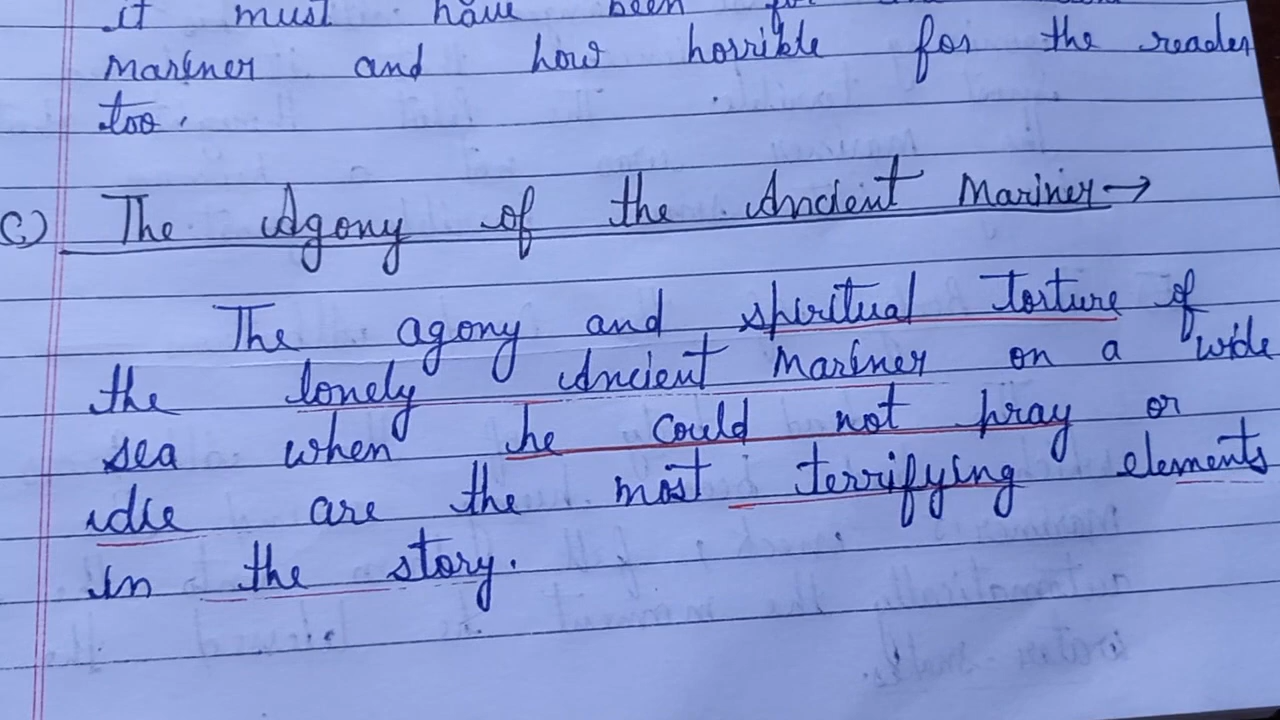 it must have been
mariner and how horrible for the reader
too.
C) The Agony of the Ancient Mariner →
The agony and spiritual torture of
the lonely Ancient Mariner on a wide
sea when he could not pray or
die are the most terrifying elements
in the story.